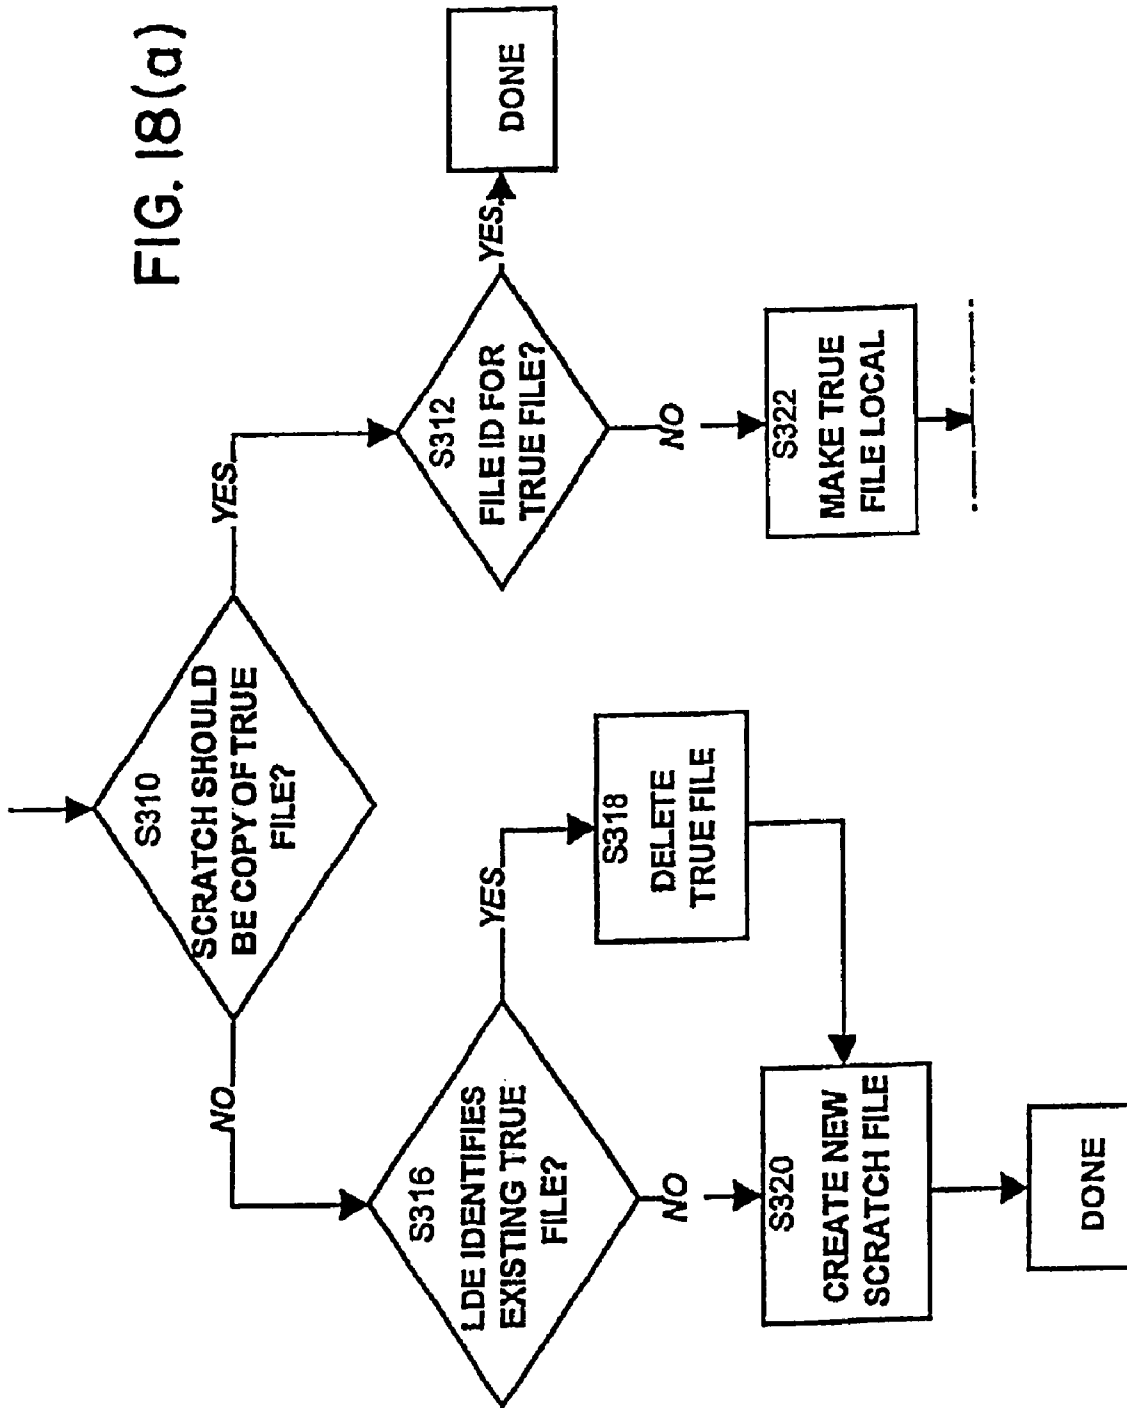 FIG. 18(a)
S310
SCRATCH SHOULD
BE COPY OF TRUE
FILE?
NO
YES
S316
LDE IDENTIFIES
EXISTING TRUE
FILE?
YES
NO
S318
DELETE
TRUE FILE
S320
CREATE NEW
SCRATCH FILE
DONE
S312
FILE ID FOR
TRUE FILE?
YES
DONE
NO
S322
MAKE TRUE
FILE LOCAL